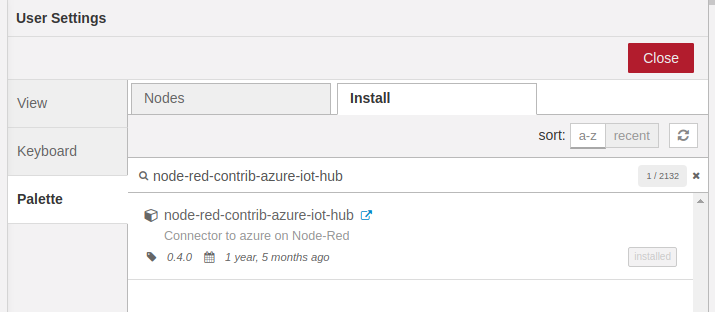 User Settings
Close
View
Keyboard
Palette
Nodes
Install
sort: a-z recent
node-red-contrib-azure-iot-hub 1 / 2132
node-red-contrib-azure-iot-hub
Connector to azure on Node-Red
0.4.0 1 year, 5 months ago installed